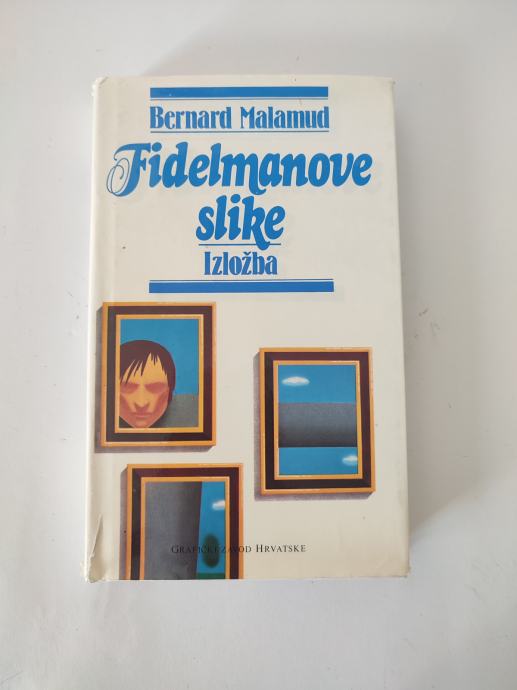 Bernard Malamud
Fidelmanove
slike
Izložba
GRAFIČKI ZAVOD HRVATSKE